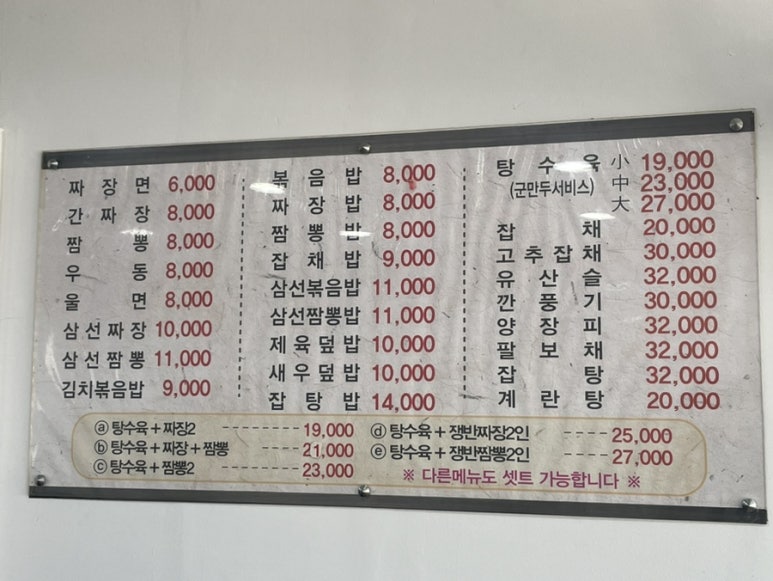 짜장면 6,000
간짜장 8,000
짬뽕 8,000
우동 8,000
울면 8,000
삼선짜장 10,000
삼선짬뽕 11,000
김치볶음밥 9,000
볶음밥 8,000
짜장밥 8,000
짬뽕밥 8,000
잡채밥 9,000
삼선볶음밥 11,000
삼선짬뽕밥 11,000
제육덮밥 10,000
새우덮밥 10,000
잡탕밥 14,000
탕수육 小 19,000
(군만두서비스) 中 23,000
大 27,000
잡채 20,000
고추잡채 30,000
유산슬 32,000
깐풍기 30,000
양장피 32,000
팔보채 32,000
잡탕 32,000
계란탕 20,000
ⓐ 탕수육+짜장2 ---------- 19,000
ⓑ 탕수육+짜장+짬뽕 ------ 21,000
ⓒ 탕수육+짬뽕2 ---------- 23,000
ⓓ 탕수육+쟁반짜장2인 ---- 25,000
ⓔ 탕수육+쟁반짬뽕2인 ---- 27,000
※ 다른메뉴도 셋트 가능합니다 ※